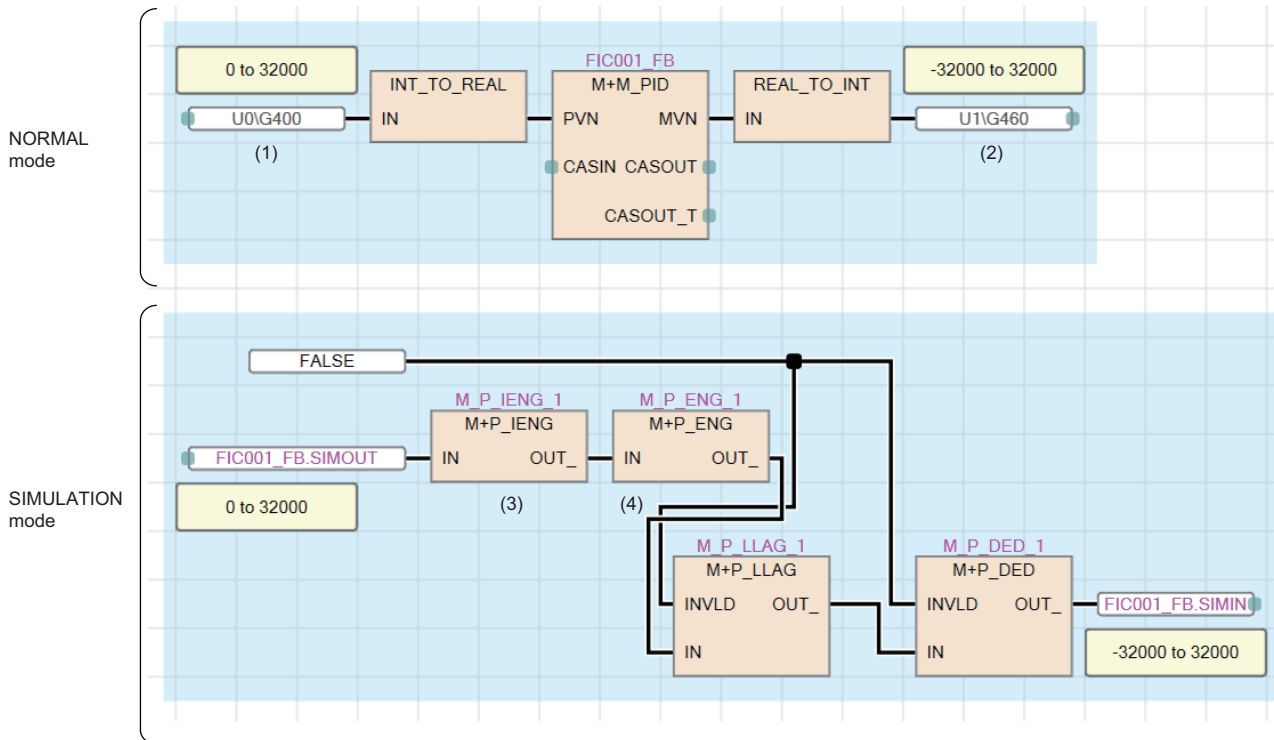 NORMAL
mode
0 to 32000
U0\G400
(1)
INT_TO_REAL
IN
FIC001_FB
M+M_PID
PVN MVN
CASIN CASOUT
CASOUT_T
REAL_TO_INT
IN
-32000 to 32000
U1\G460
(2)
SIMULATION
mode
FALSE
FIC001_FB.SIMOUT
0 to 32000
M_P_IENG_1
M+P_IENG
IN OUT_
(3)
M_P_ENG_1
M+P_ENG
IN OUT_
(4)
M_P_LLAG_1
M+P_LLAG
INVLD OUT_
IN
M_P_DED_1
M+P_DED
INVLD OUT_
IN
FIC001_FB.SIMIN
-32000 to 32000